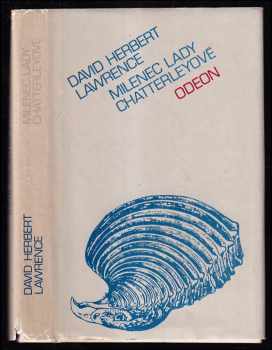 DAVID HERBERT
LAWRENCE
MILENEC LADY
CHATTERLEYOVÉ
ODEON
DAVID HERBERT
LAWRENCE
MILENEC LADY
CHATTERLEYOVÉ